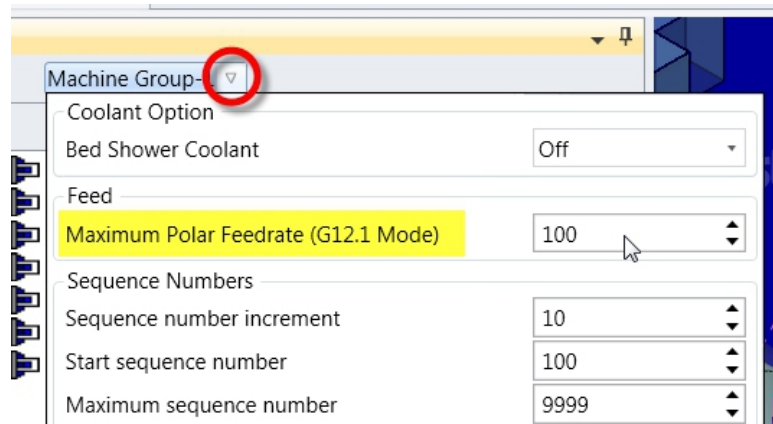 Machine Group-
Coolant Option
Bed Shower Coolant Off
Feed
Maximum Polar Feedrate (G12.1 Mode) 100
Sequence Numbers
Sequence number increment 10
Start sequence number 100
Maximum sequence number 9999